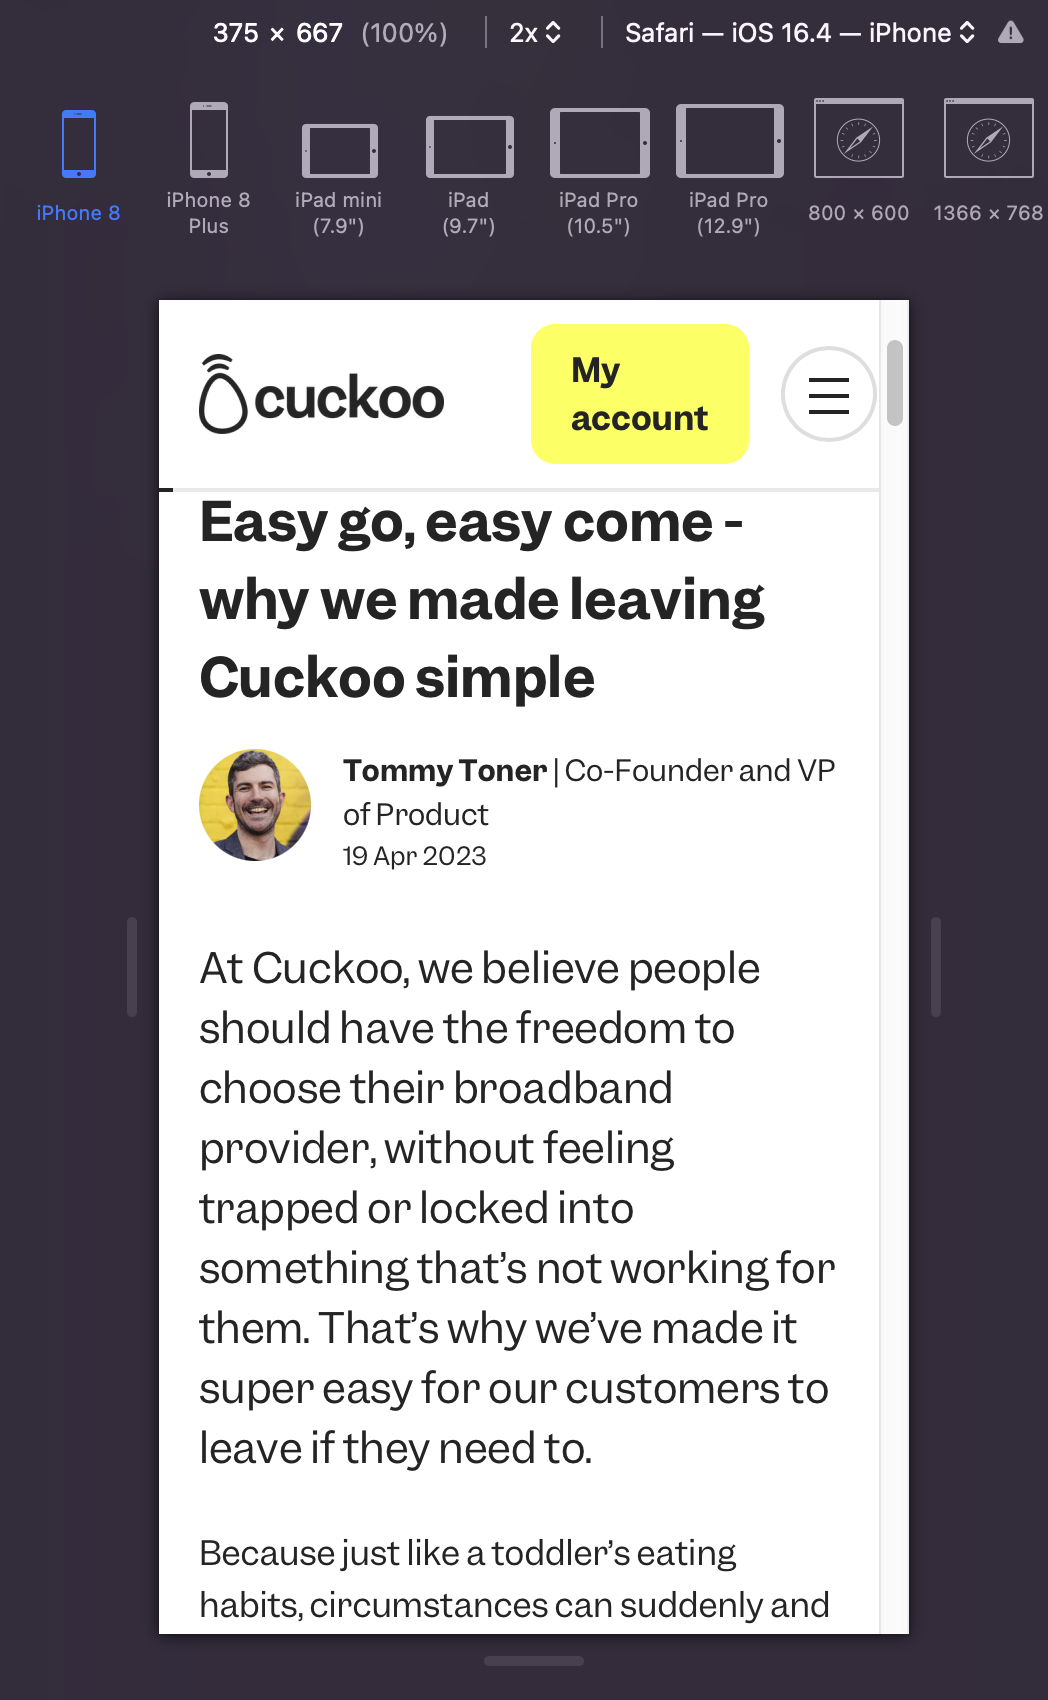 375 × 667 (100%) 2x Safari — iOS 16.4 — iPhone
iPhone 8
iPhone 8
Plus
iPad mini
(7.9")
iPad
(9.7")
iPad Pro
(10.5")
iPad Pro
(12.9")
800 × 600
1366 × 768
cuckoo
My
account
Easy go, easy come -
why we made leaving
Cuckoo simple
Tommy Toner | Co-Founder and VP
of Product
19 Apr 2023
At Cuckoo, we believe people
should have the freedom to
choose their broadband
provider, without feeling
trapped or locked into
something that’s not working for
them. That’s why we’ve made it
super easy for our customers to
leave if they need to.
Because just like a toddler’s eating
habits, circumstances can suddenly and